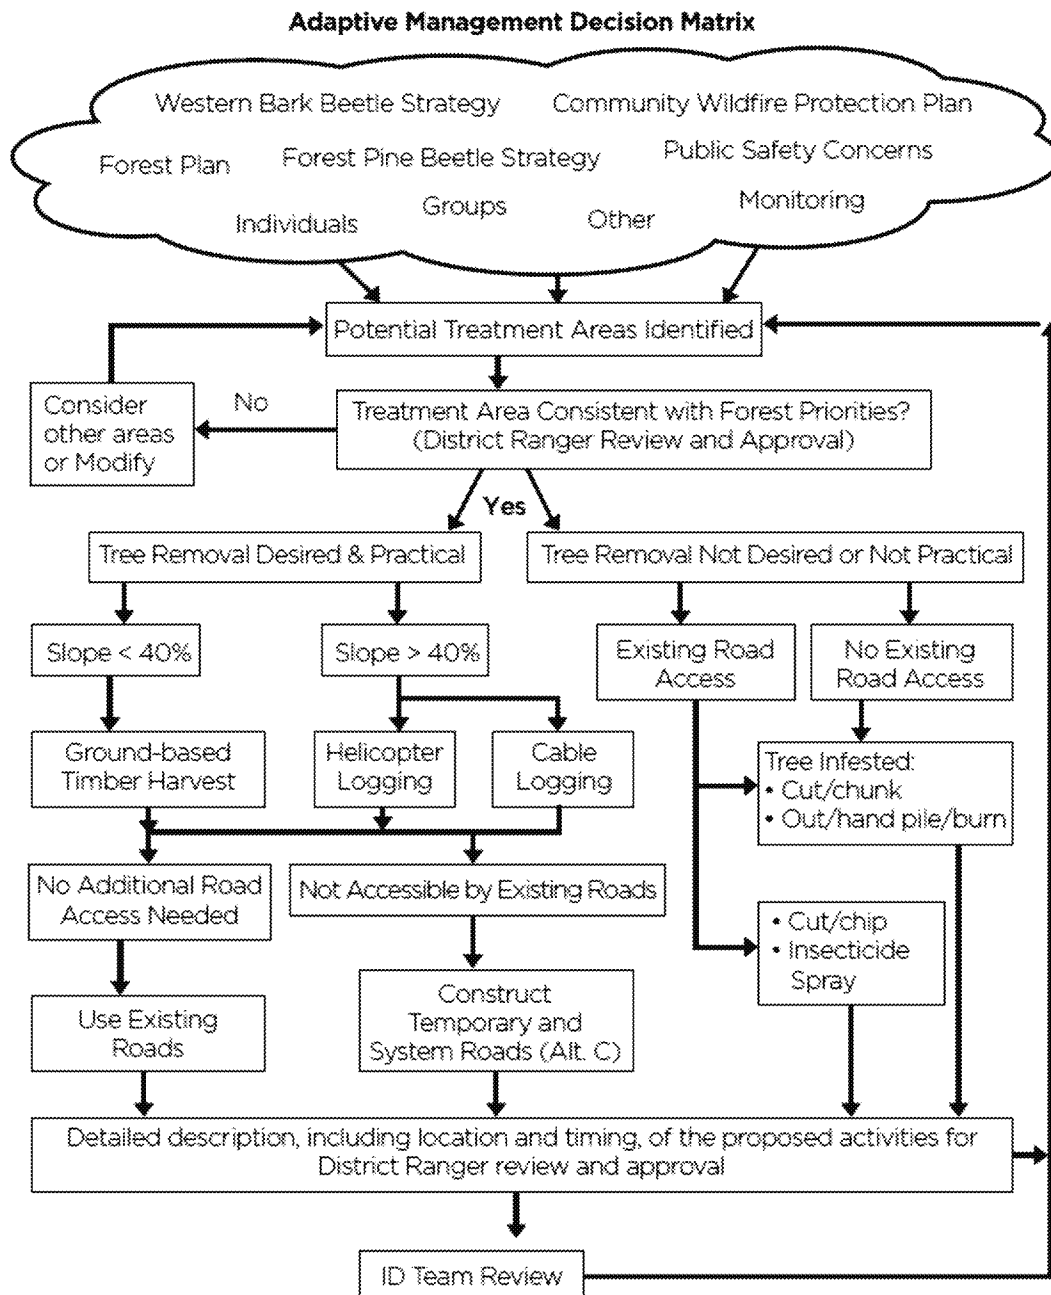 Adaptive Management Decision Matrix
Western Bark Beetle Strategy
Community Wildfire Protection Plan
Forest Plan
Forest Pine Beetle Strategy
Public Safety Concerns
Individuals
Groups
Other
Monitoring
Potential Treatment Areas Identified
Consider
other areas
or Modify
No
Treatment Area Consistent with Forest Priorities?
(District Ranger Review and Approval)
Yes
Tree Removal Desired & Practical
Tree Removal Not Desired or Not Practical
Slope < 40%
Slope > 40%
Existing Road
Access
No Existing
Road Access
Ground-based
Timber Harvest
Helicopter
Logging
Cable
Logging
Tree Infested:
• Cut/chunk
• Out/hand pile/burn
No Additional Road
Access Needed
Not Accessible by Existing Roads
• Cut/chip
• Insecticide
Spray
Use Existing
Roads
Construct
Temporary and
System Roads (Alt. C)
Detailed description, including location and timing, of the proposed activities for
District Ranger review and approval
ID Team Review